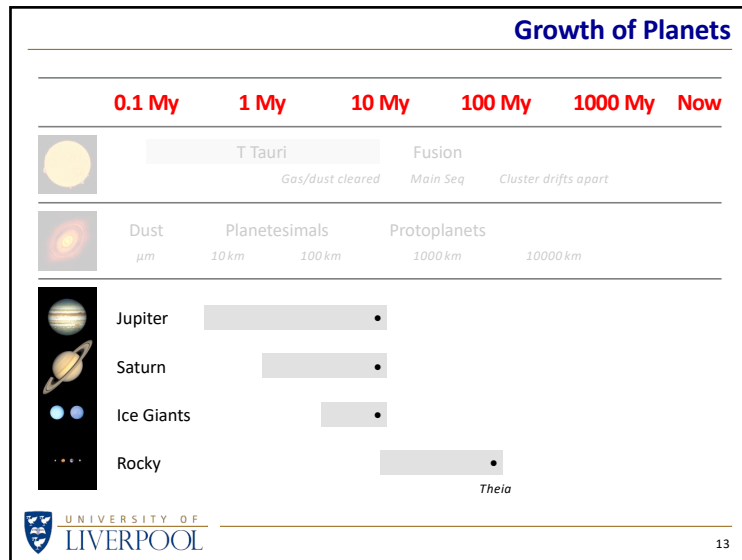 Growth of Planets
0.1 My 1 My 10 My 100 My 1000 My Now
T Tauri Fusion
Gas/dust cleared Main Seq Cluster drifts apart
Dust Planetesimals Protoplanets
μm 10 km 100 km 1000 km 10000 km
Jupiter
Saturn
Ice Giants
Rocky
Theia
UNIVERSITY OF
LIVERPOOL
13